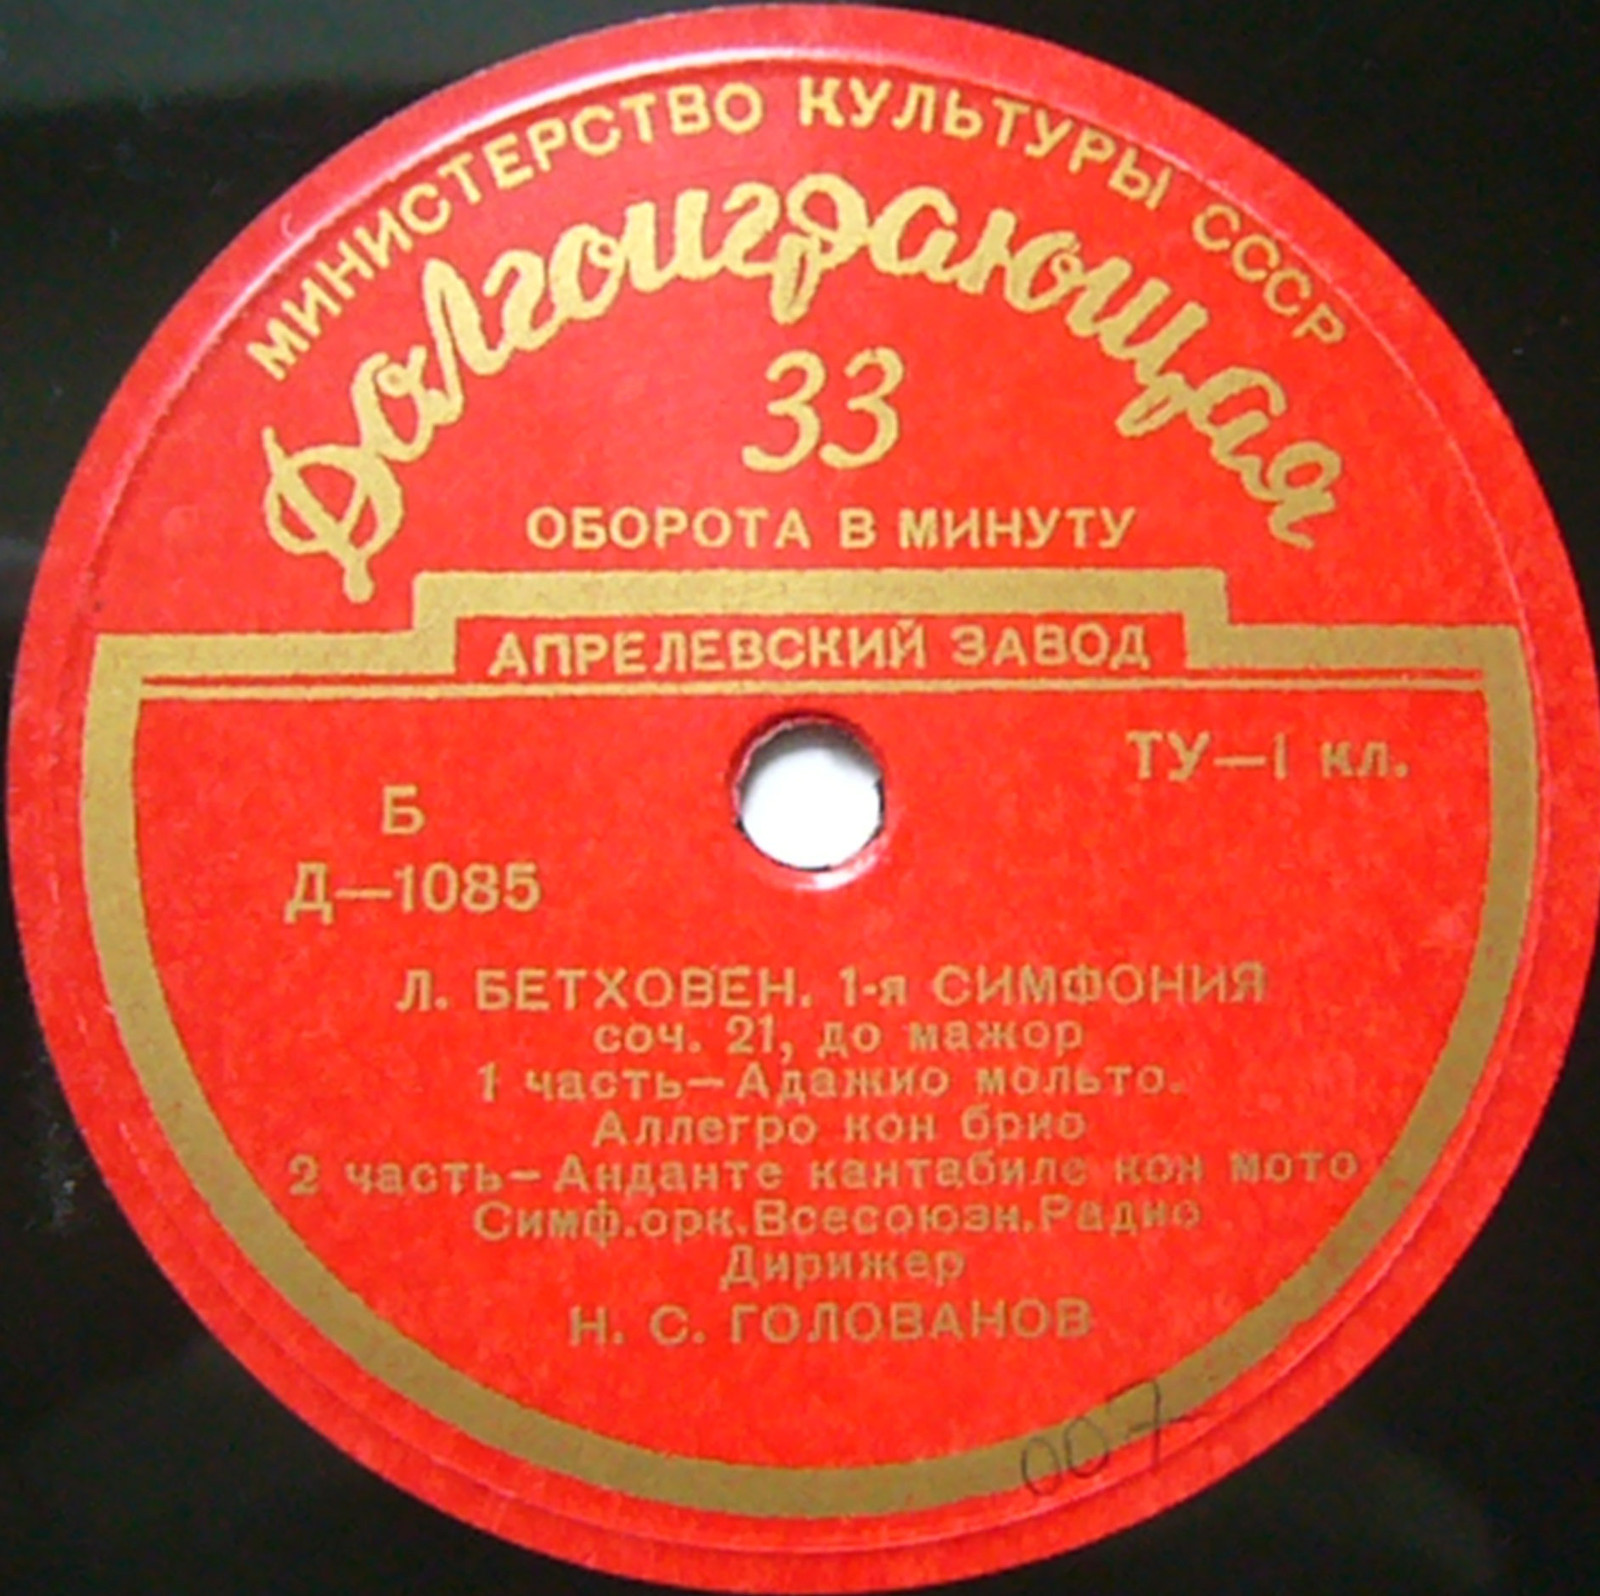 МИНИСТЕРСТВО КУЛЬТУРЫ СССР
Долгоиграющая
33
ОБОРОТА В МИНУТУ
АПРЕЛЕВСКИЙ ЗАВОД
ТУ—1 кл.
Б
Д—1085
Л. БЕТХОВЕН. 1-я СИМФОНИЯ
соч. 21, до мажор
1 часть—Адажио мольто.
Аллегро кон брио
2 часть—Анданте кантабиле кон мото
Симф.орк.Всесоюзн.Радио
Дирижер
Н. С. ГОЛОВАНОВ
007